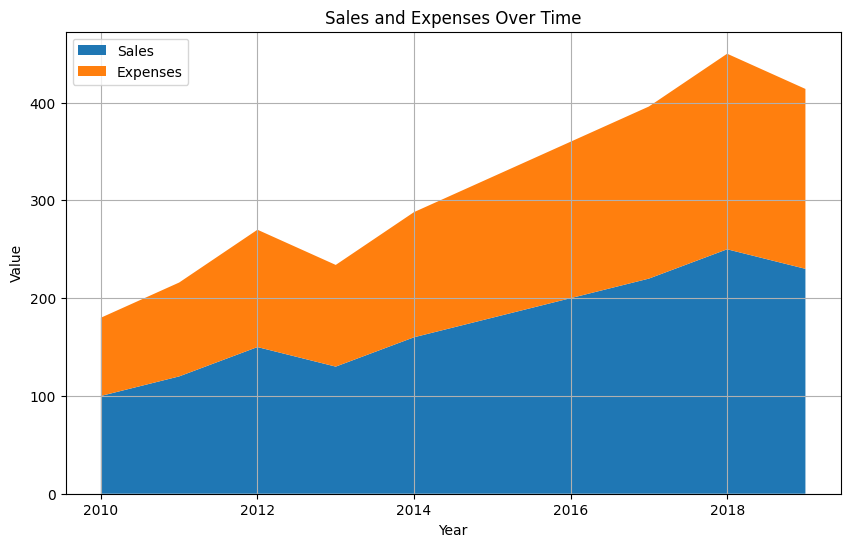 Sales and Expenses Over Time
Sales
Expenses
400
300
200
100
0
Value
2010 2012 2014 2016 2018
Year